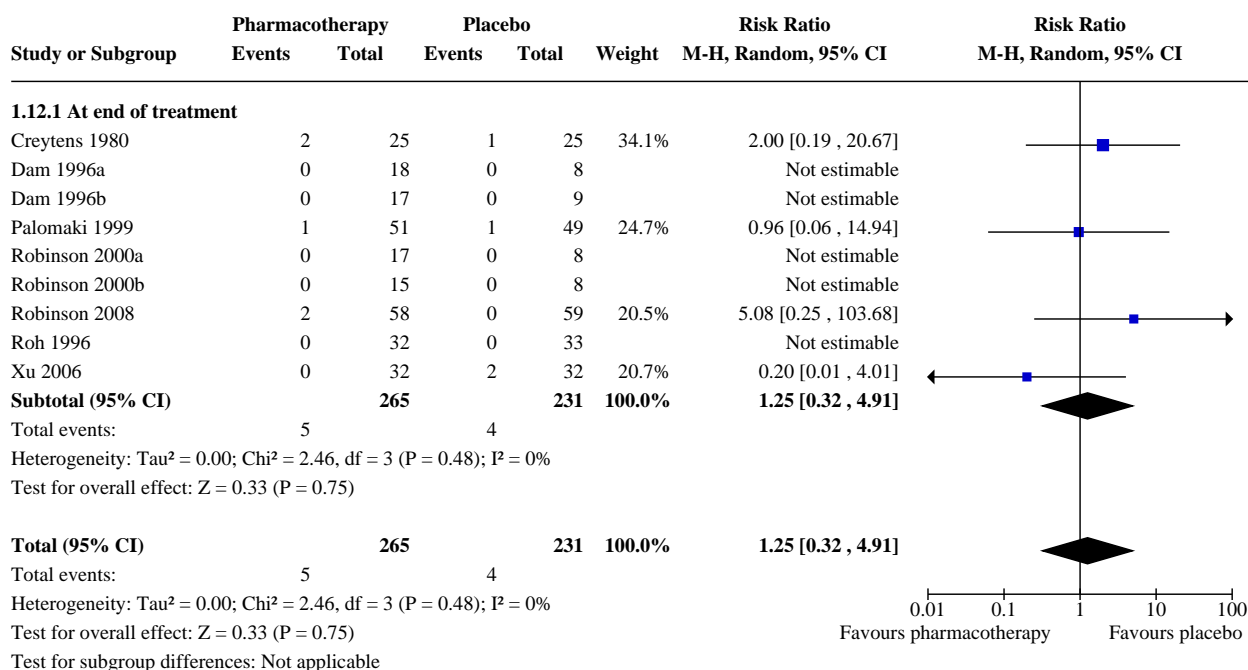 Pharmacotherapy Placebo Risk Ratio Risk Ratio
Study or Subgroup Events Total Events Total Weight M-H, Random, 95% CI M-H, Random, 95% CI
1.12.1 At end of treatment
Creytens 1980 2 25 1 25 34.1% 2.00 [0.19 , 20.67]
Dam 1996a 0 18 0 8 Not estimable
Dam 1996b 0 17 0 9 Not estimable
Palomaki 1999 1 51 1 49 24.7% 0.96 [0.06 , 14.94]
Robinson 2000a 0 17 0 8 Not estimable
Robinson 2000b 0 15 0 8 Not estimable
Robinson 2008 2 58 0 59 20.5% 5.08 [0.25 , 103.68]
Roh 1996 0 32 0 33 Not estimable
Xu 2006 0 32 2 32 20.7% 0.20 [0.01 , 4.01]
Subtotal (95% CI) 265 231 100.0% 1.25 [0.32 , 4.91]
Total events: 5 4
Heterogeneity: Tau² = 0.00; Chi² = 2.46, df = 3 (P = 0.48); I² = 0%
Test for overall effect: Z = 0.33 (P = 0.75)
Total (95% CI) 265 231 100.0% 1.25 [0.32 , 4.91]
Total events: 5 4
Heterogeneity: Tau² = 0.00; Chi² = 2.46, df = 3 (P = 0.48); I² = 0%
0.01 0.1 1 10 100
Test for overall effect: Z = 0.33 (P = 0.75) Favours pharmacotherapy Favours placebo
Test for subgroup differences: Not applicable